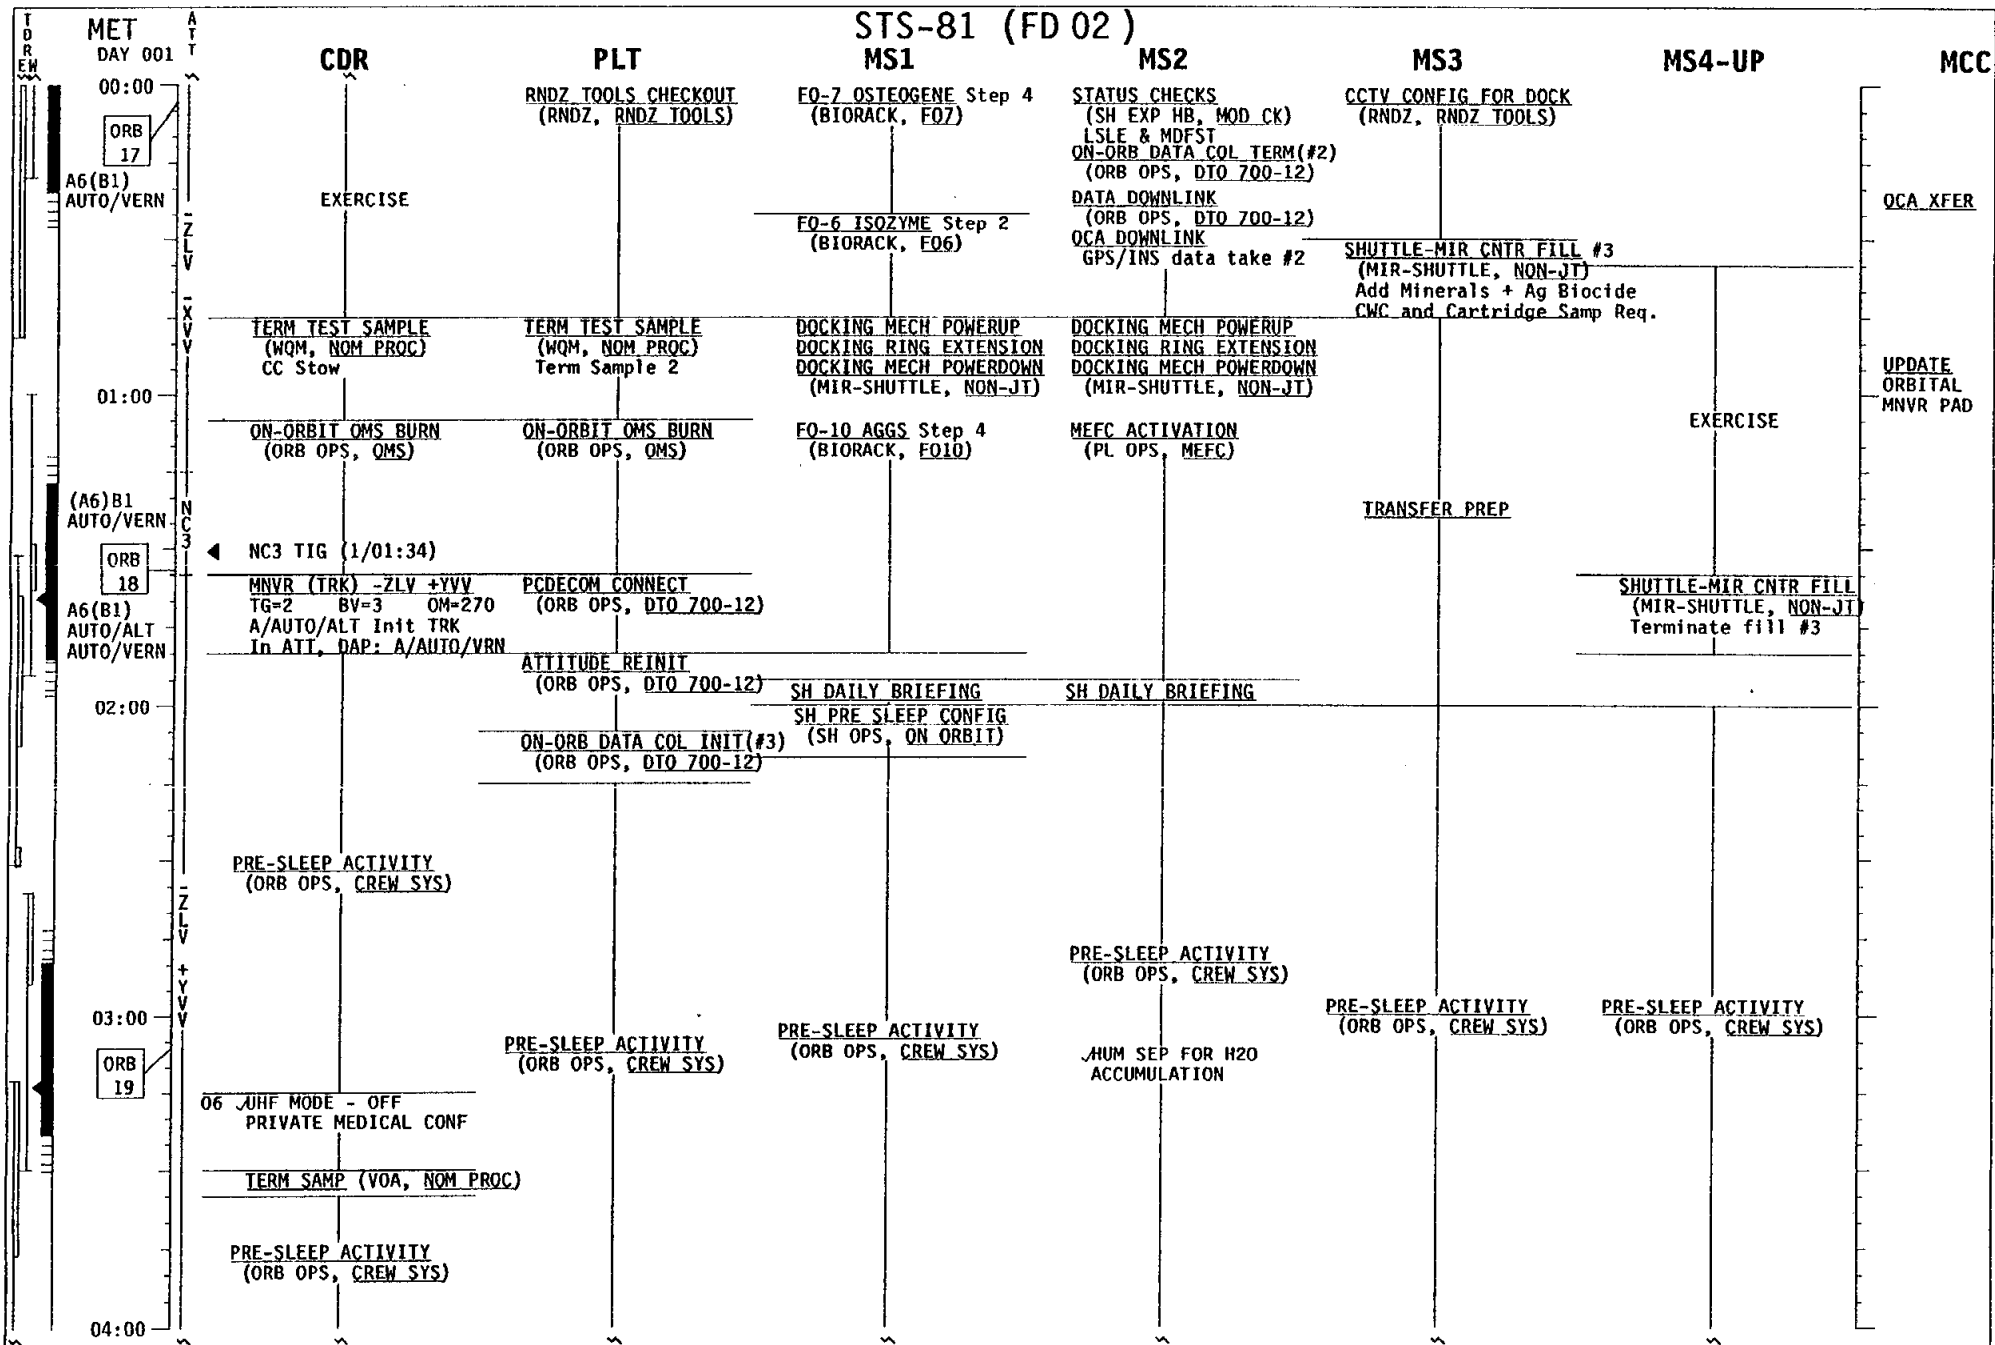 STS-81 (FD 02)
TDRE W
MET
DAY 001
ATT
CDR
PLT
MS1
MS2
MS3
MS4-UP
MCC
00:00
ORB
17
A6(B1)
AUTO/VERN
-ZLV -XVV
01:00
(A6)B1
AUTO/VERN
NC3
ORB
18
A6(B1)
AUTO/ALT
AUTO/VERN
02:00
-ZLV +YVV
03:00
ORB
19
04:00
EXERCISE
TERM TEST SAMPLE
(WQM, NOM PROC)
CC Stow
ON-ORBIT OMS BURN
(ORB OPS, OMS)
NC3 TIG (1/01:34)
MNVR (TRK) -ZLV +YVV
TG=2 BV=3 OM=270
A/AUTO/ALT Init TRK
In ATT, DAP: A/AUTO/VRN
PRE-SLEEP ACTIVITY
(ORB OPS, CREW SYS)
06 √UHF MODE - OFF
PRIVATE MEDICAL CONF
TERM SAMP (VOA, NOM PROC)
PRE-SLEEP ACTIVITY
(ORB OPS, CREW SYS)
RNDZ TOOLS CHECKOUT
(RNDZ, RNDZ TOOLS)
TERM TEST SAMPLE
(WQM, NOM PROC)
Term Sample 2
ON-ORBIT OMS BURN
(ORB OPS, OMS)
PCDECOM CONNECT
(ORB OPS, DTO 700-12)
ATTITUDE REINIT
(ORB OPS, DTO 700-12)
ON-ORB DATA COL INIT(#3)
(ORB OPS, DTO 700-12)
PRE-SLEEP ACTIVITY
(ORB OPS, CREW SYS)
FO-7 OSTEOGENE Step 4
(BIORACK, FO7)
FO-6 ISOZYME Step 2
(BIORACK, FO6)
DOCKING MECH POWERUP
DOCKING RING EXTENSION
DOCKING MECH POWERDOWN
(MIR-SHUTTLE, NON-JT)
FO-10 AGGS Step 4
(BIORACK, FO10)
SH DAILY BRIEFING
SH PRE SLEEP CONFIG
(SH OPS, ON ORBIT)
PRE-SLEEP ACTIVITY
(ORB OPS, CREW SYS)
STATUS CHECKS
(SH EXP HB, MOD CK)
LSLE & MDFST
ON-ORB DATA COL TERM(#2)
(ORB OPS, DTO 700-12)
DATA DOWNLINK
(ORB OPS, DTO 700-12)
OCA DOWNLINK
GPS/INS data take #2
DOCKING MECH POWERUP
DOCKING RING EXTENSION
DOCKING MECH POWERDOWN
(MIR-SHUTTLE, NON-JT)
MEFC ACTIVATION
(PL OPS, MEFC)
SH DAILY BRIEFING
PRE-SLEEP ACTIVITY
(ORB OPS, CREW SYS)
√HUM SEP FOR H2O
ACCUMULATION
CCTV CONFIG FOR DOCK
(RNDZ, RNDZ TOOLS)
SHUTTLE-MIR CNTR FILL #3
(MIR-SHUTTLE, NON-JT)
Add Minerals + Ag Biocide
CWC and Cartridge Samp Req.
TRANSFER PREP
PRE-SLEEP ACTIVITY
(ORB OPS, CREW SYS)
EXERCISE
SHUTTLE-MIR CNTR FILL
(MIR-SHUTTLE, NON-JT)
Terminate fill #3
PRE-SLEEP ACTIVITY
(ORB OPS, CREW SYS)
OCA XFER
UPDATE
ORBITAL
MNVR PAD